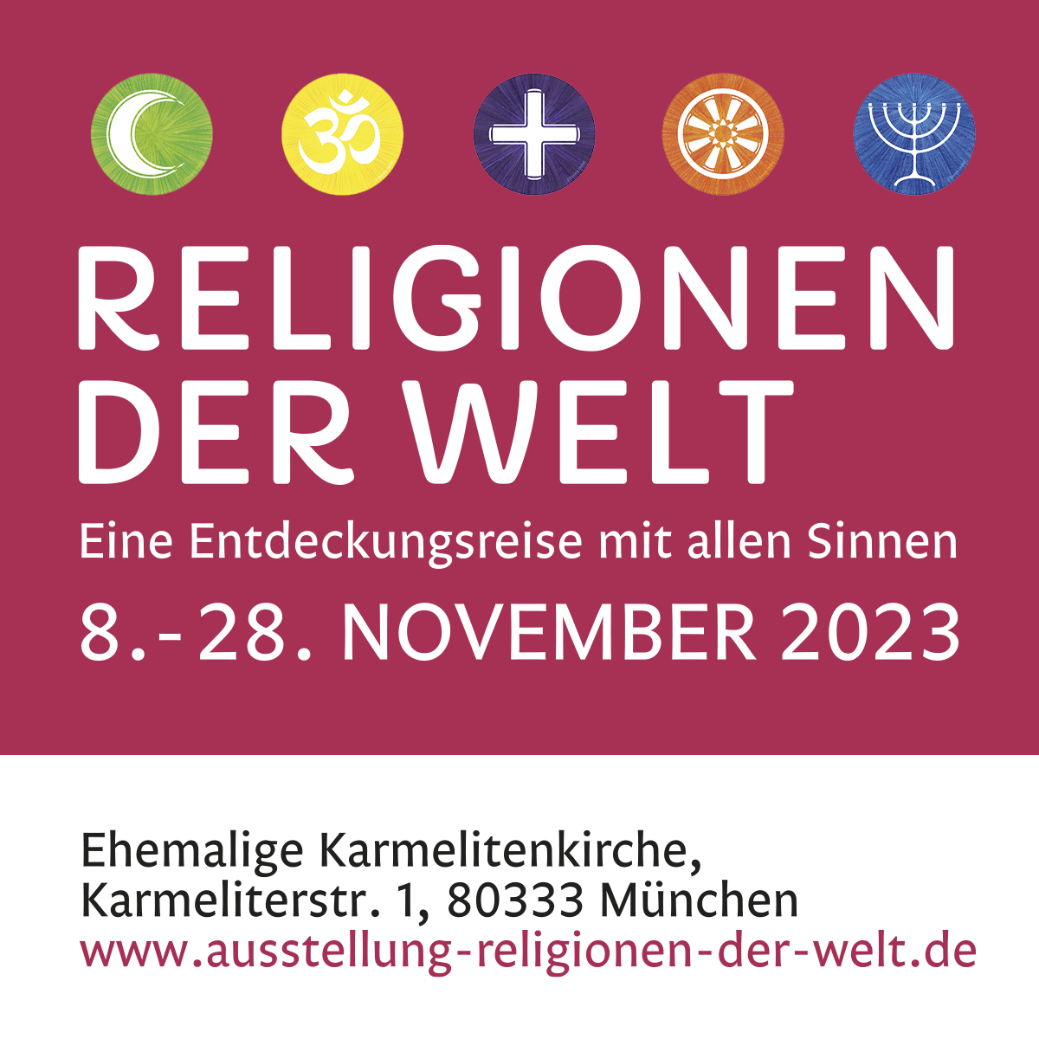 RELIGIONEN
DER WELT
Eine Entdeckungsreise mit allen Sinnen
8.-28. NOVEMBER 2023
Ehemalige Karmelitenkirche,
Karmeliterstr. 1, 80333 München
www.ausstellung-religionen-der-welt.de